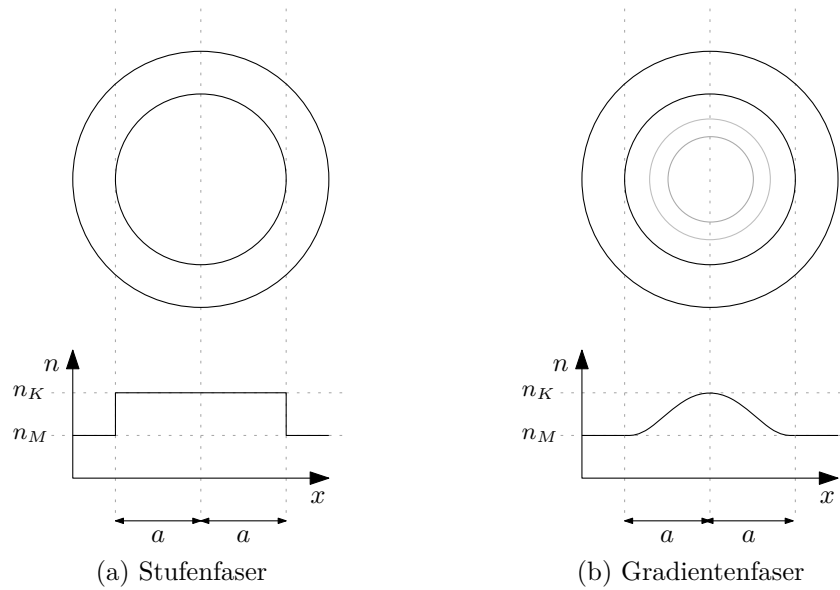 n
n_K
n_M
x
a a
(a) Stufenfaser
n
n_K
n_M
x
a a
(b) Gradientenfaser